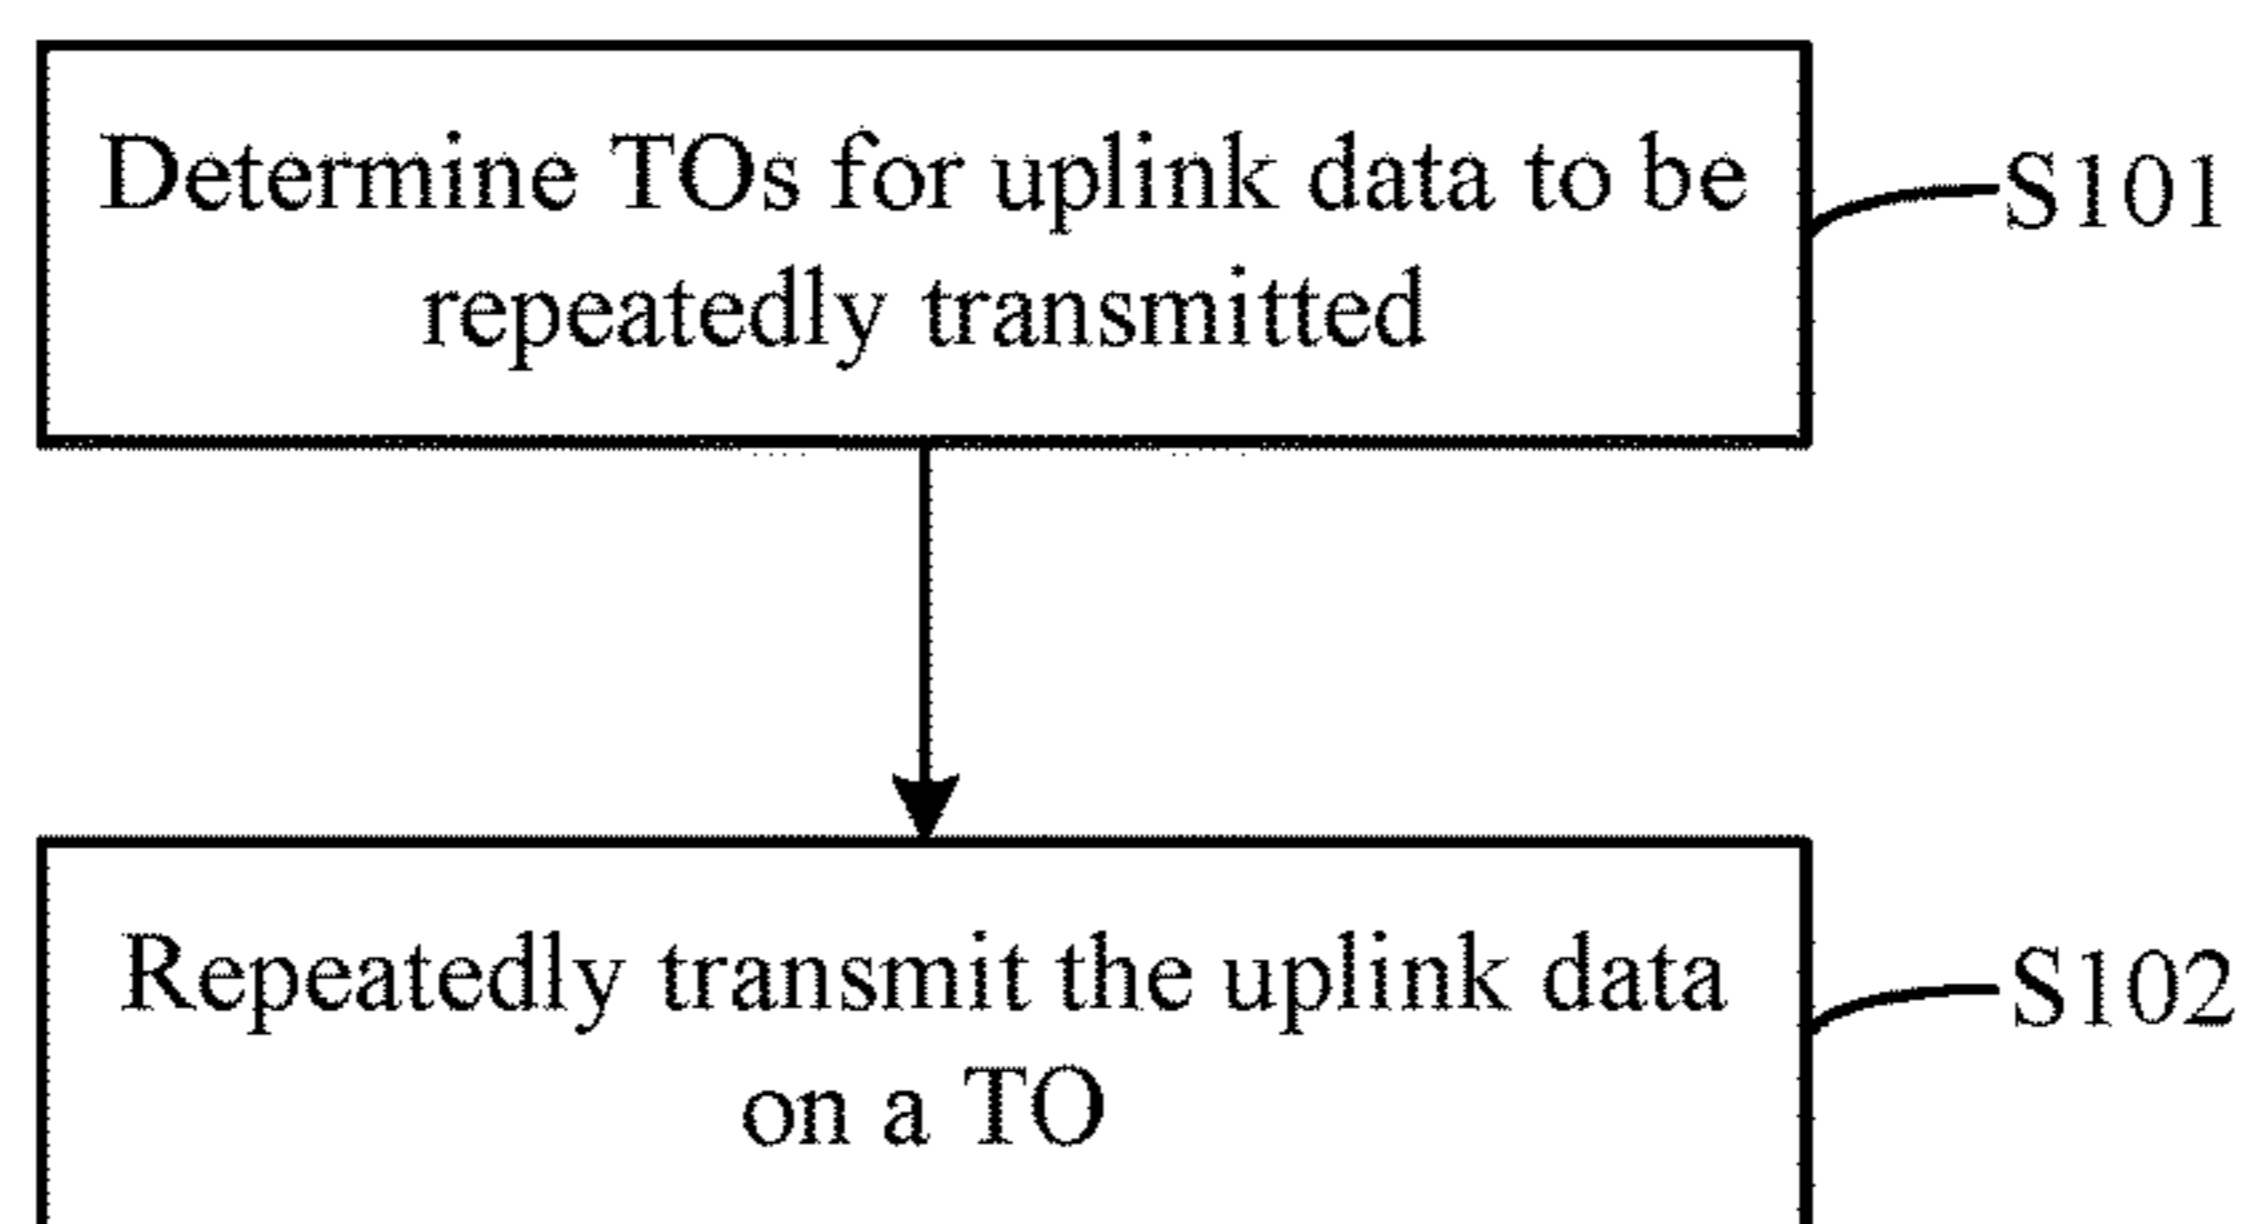 Determine TOs for uplink data to be
repeatedly transmitted
S101
Repeatedly transmit the uplink data
on a TO
S102